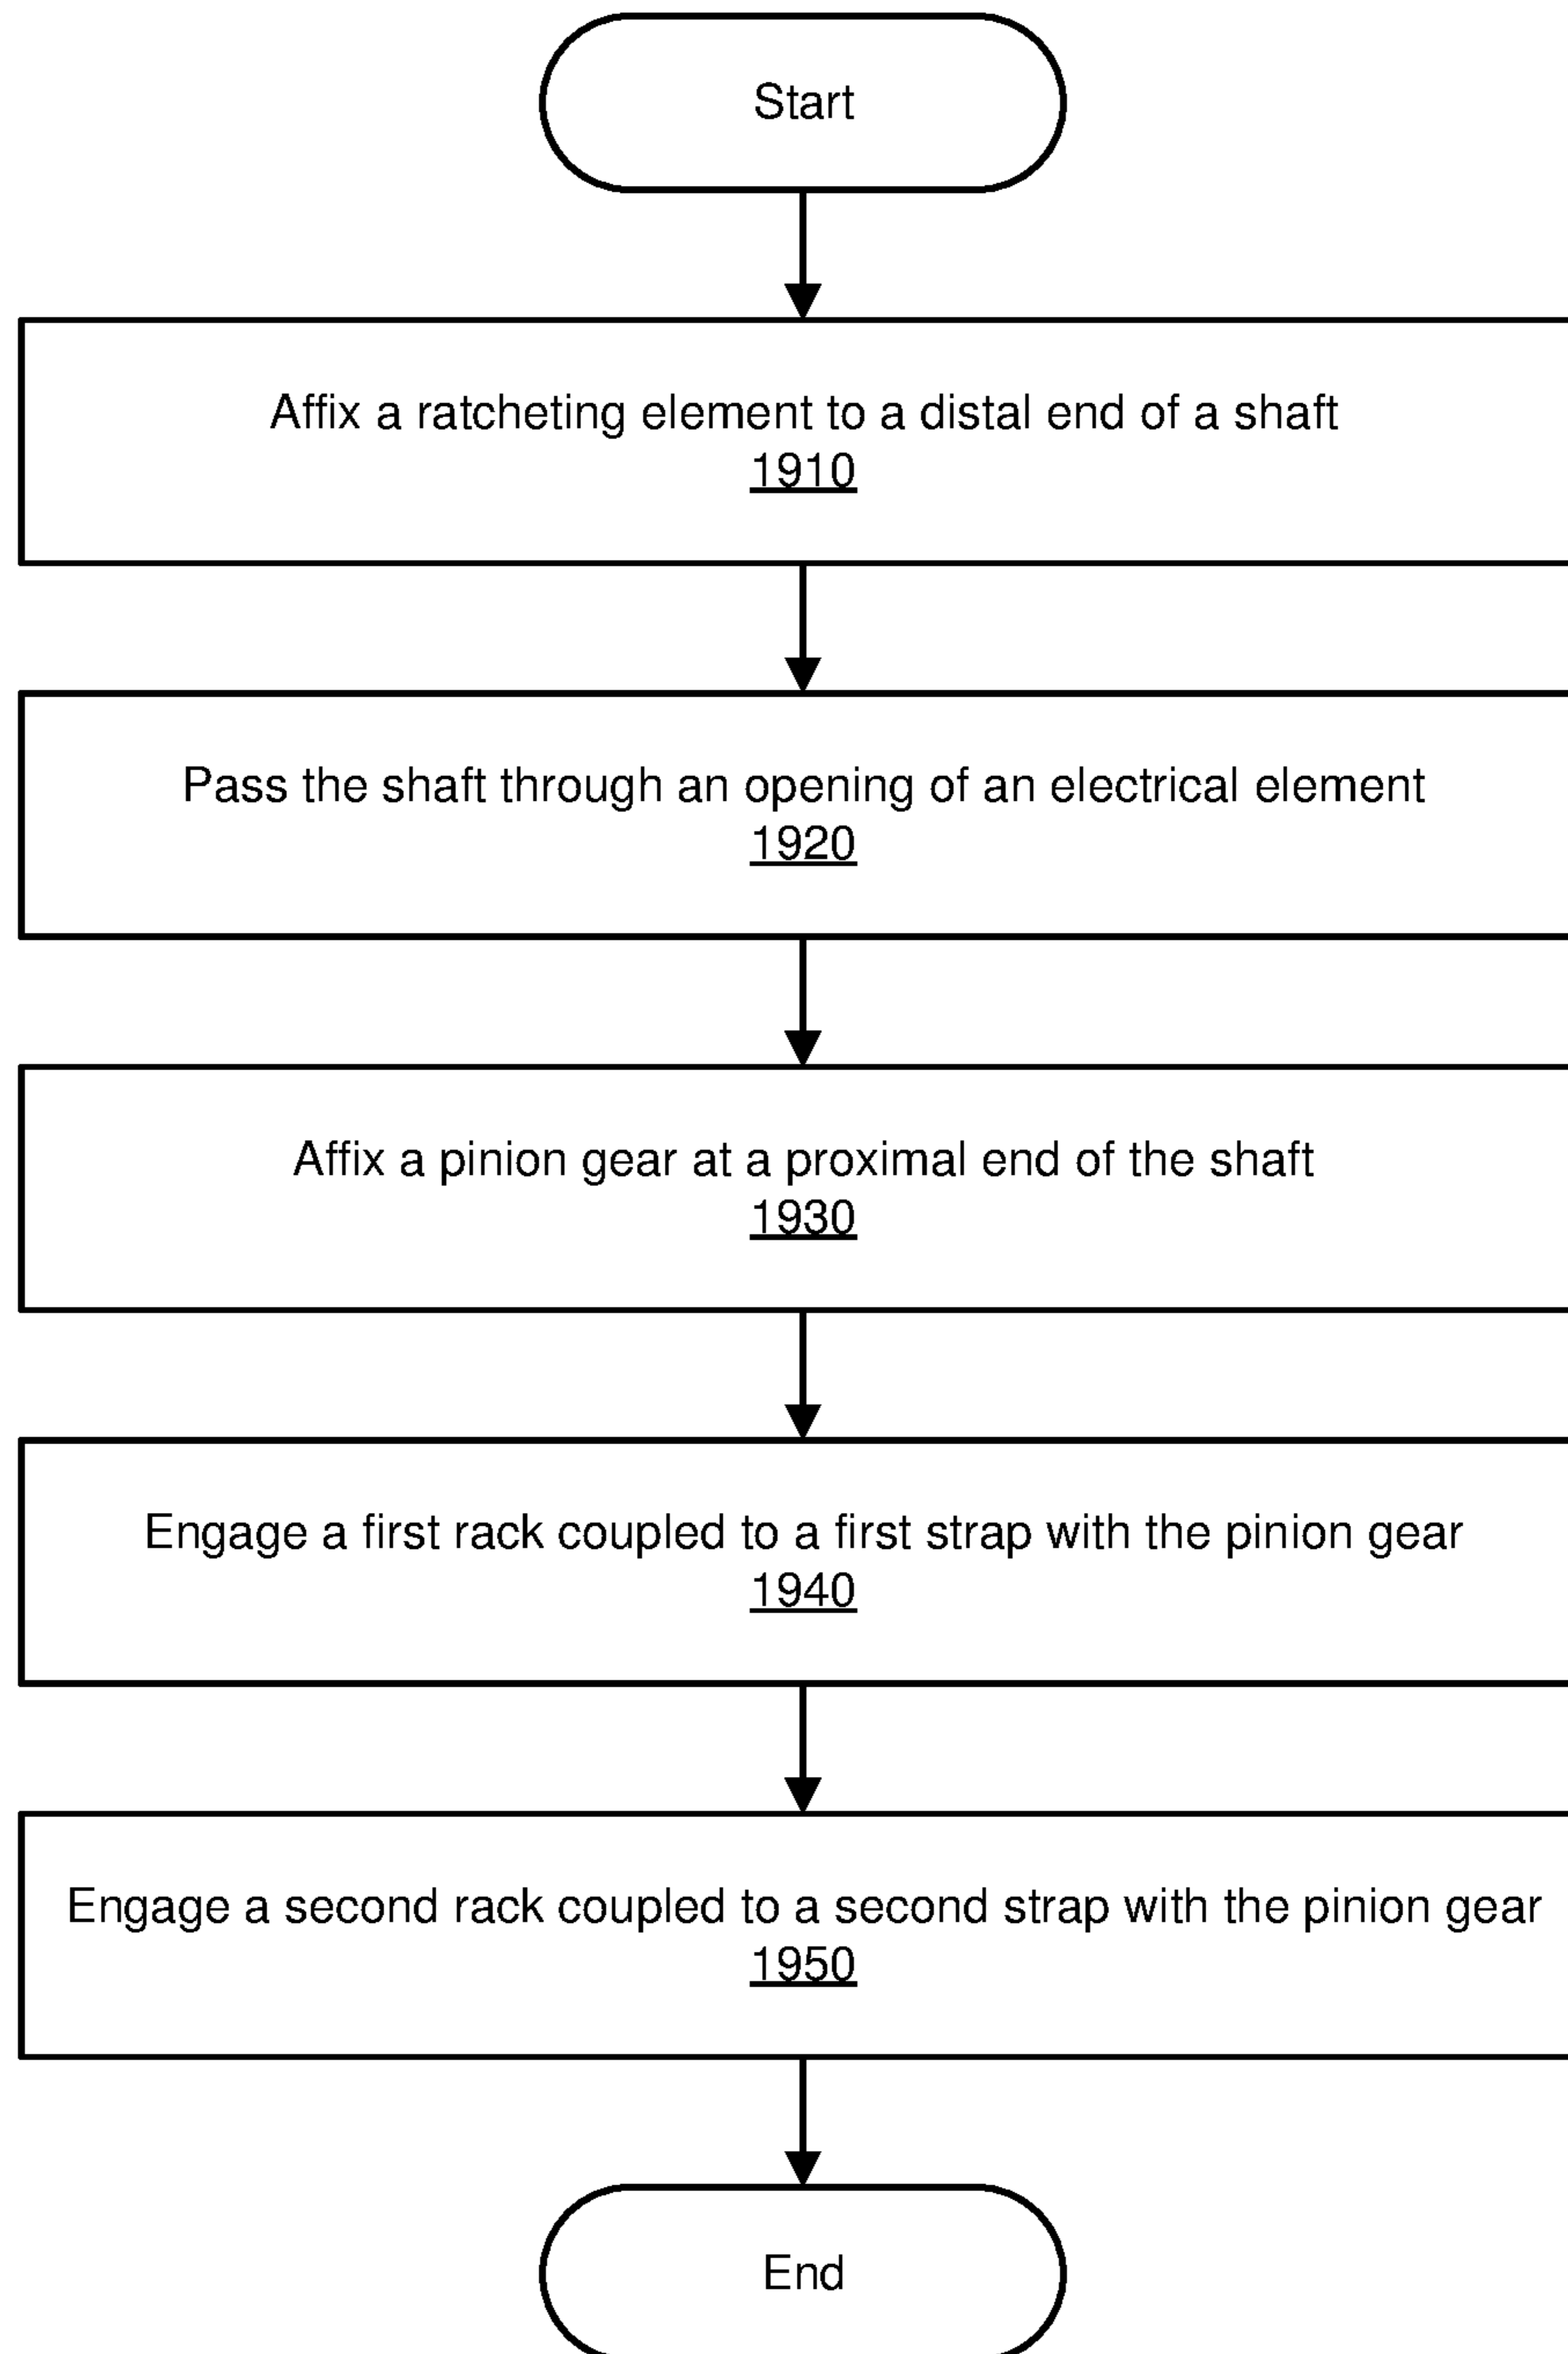 Start
Affix a ratcheting element to a distal end of a shaft
1910
Pass the shaft through an opening of an electrical element
1920
Affix a pinion gear at a proximal end of the shaft
1930
Engage a first rack coupled to a first strap with the pinion gear
1940
Engage a second rack coupled to a second strap with the pinion gear
1950
End